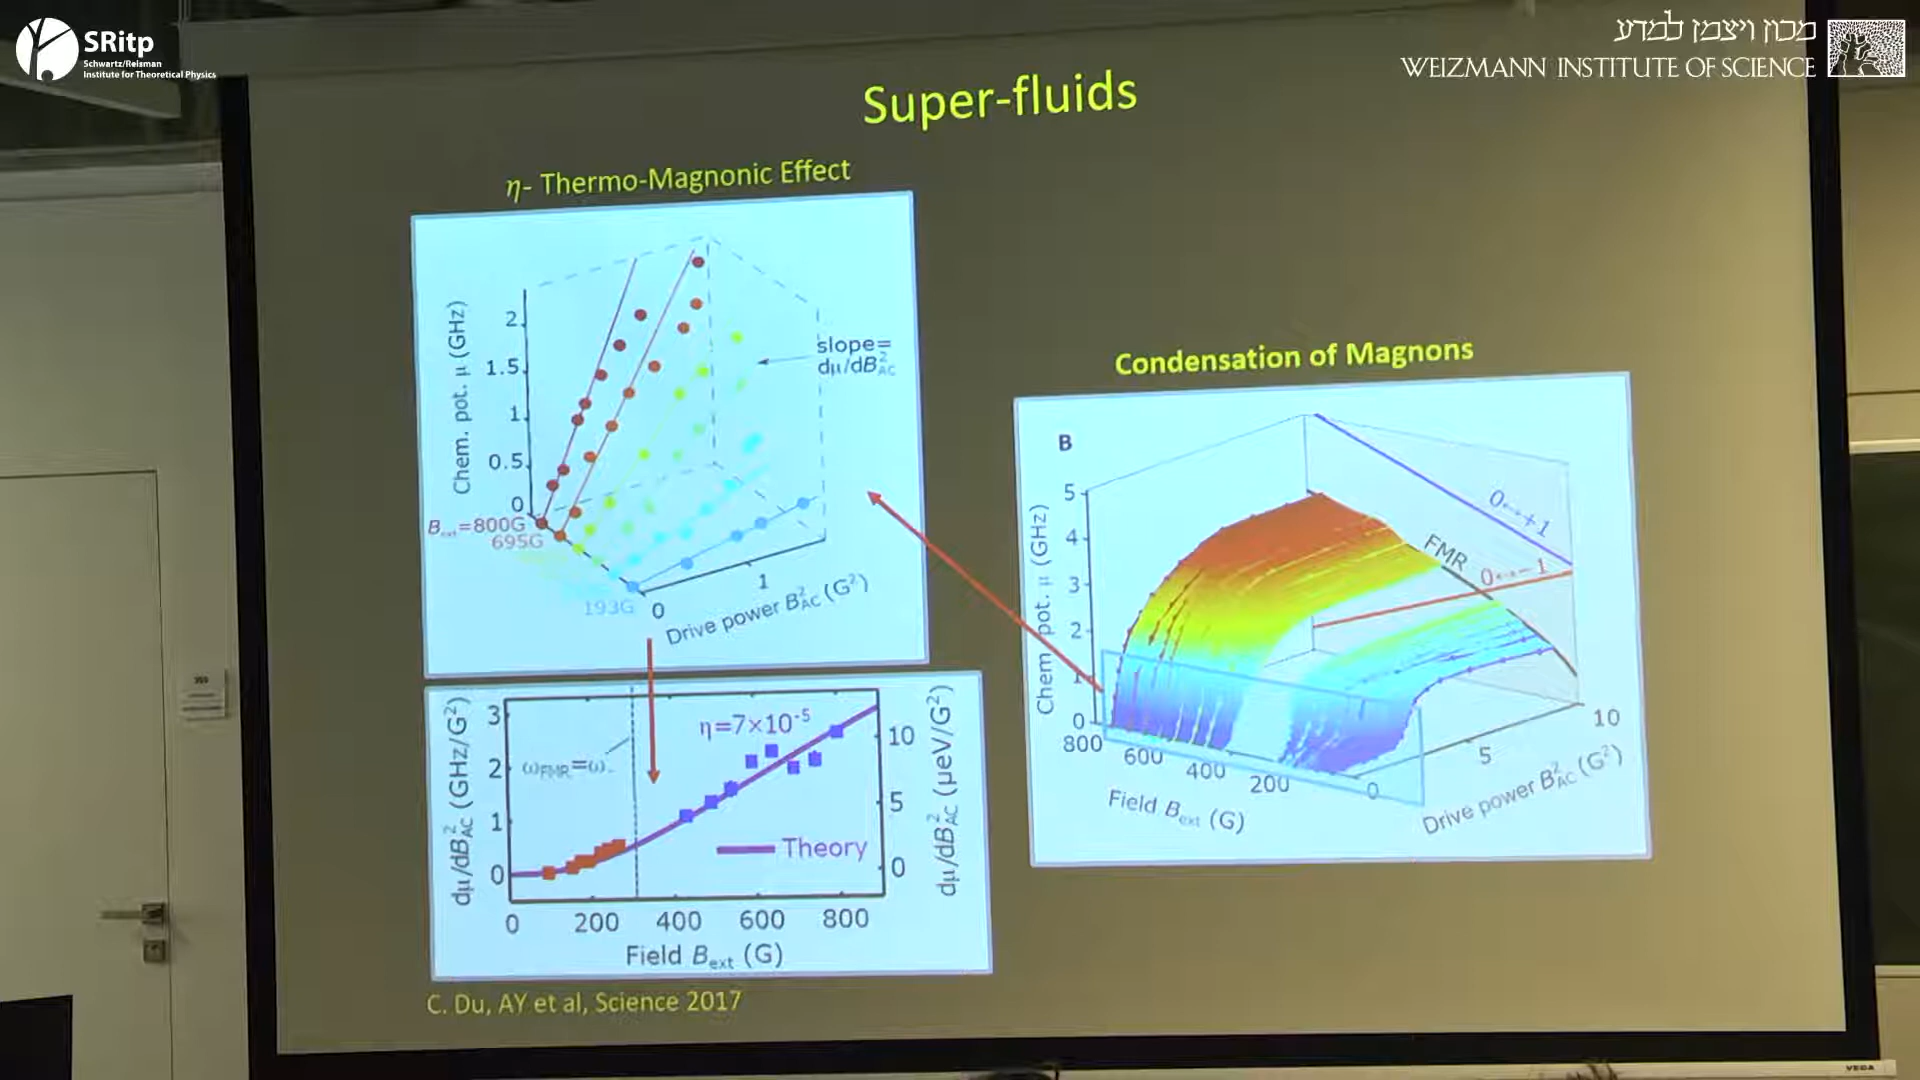 SRitp
Schwartz/Reisman
Institute for Theoretical Physics
מכון ויצמן למדע
WEIZMANN INSTITUTE OF SCIENCE
Super-fluids
η- Thermo-Magnonic Effect
Chem. pot. μ (GHz)
2
1.5
1
0.5
0
slope=
dμ/dB²AC
Bext=800G
695G
193G
0
1
Drive power B²AC (G²)
dμ/dB²AC (GHz/G²)
3
2
1
0
ωFMR=ω-
η=7×10⁻⁵
Theory
10
5
0
dμ/dB²AC (μeV/G²)
0 200 400 600 800
Field Bext (G)
C. Du, AY et al, Science 2017
Condensation of Magnons
B
Chem. pot. μ (GHz)
5
4
3
2
1
0
0↔+1
FMR
0↔−1
800
600
400
200
0
5
10
Field Bext (G)
Drive power B²AC (G²)
VEGA